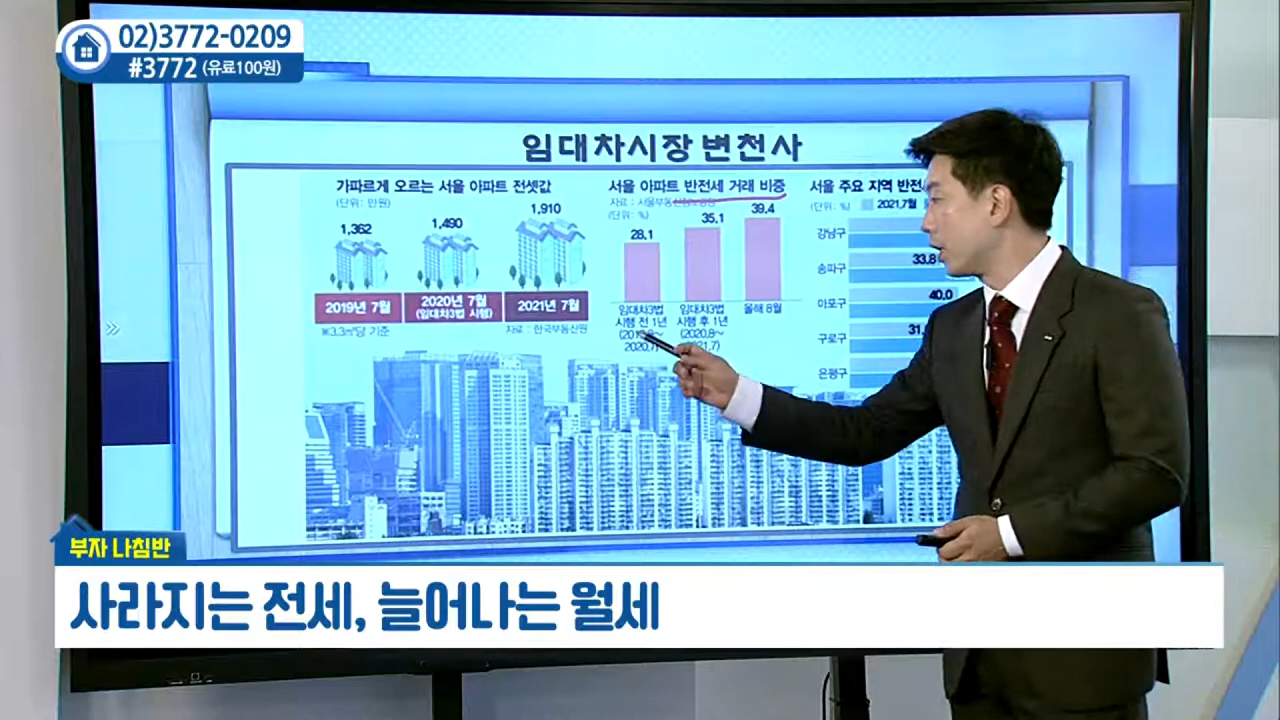 02)3772-0209
#3772 (유료100원)
임대차시장 변천사
가파르게 오르는 서울 아파트 전셋값
(단위: 만원)
1,362
1,490
1,910
2019년 7월
2020년 7월
(임대차3법 시행)
2021년 7월
※3.3㎡당 기준
자료 : 한국부동산원
서울 아파트 반전세 거래 비중
자료 : 서울부동
(단위: %)
28.1
35.1
39.4
임대차3법
시행 전 1년
2020.7)
임대차3법
시행 후 1년
(2020.8~
올해 8월
서울 주요 지역 반전
(단위: %)
2021.7월
강남구
송파구
33.8
마포구
40.0
구로구
31.
은평구
부자 나침반
사라지는 전세, 늘어나는 월세